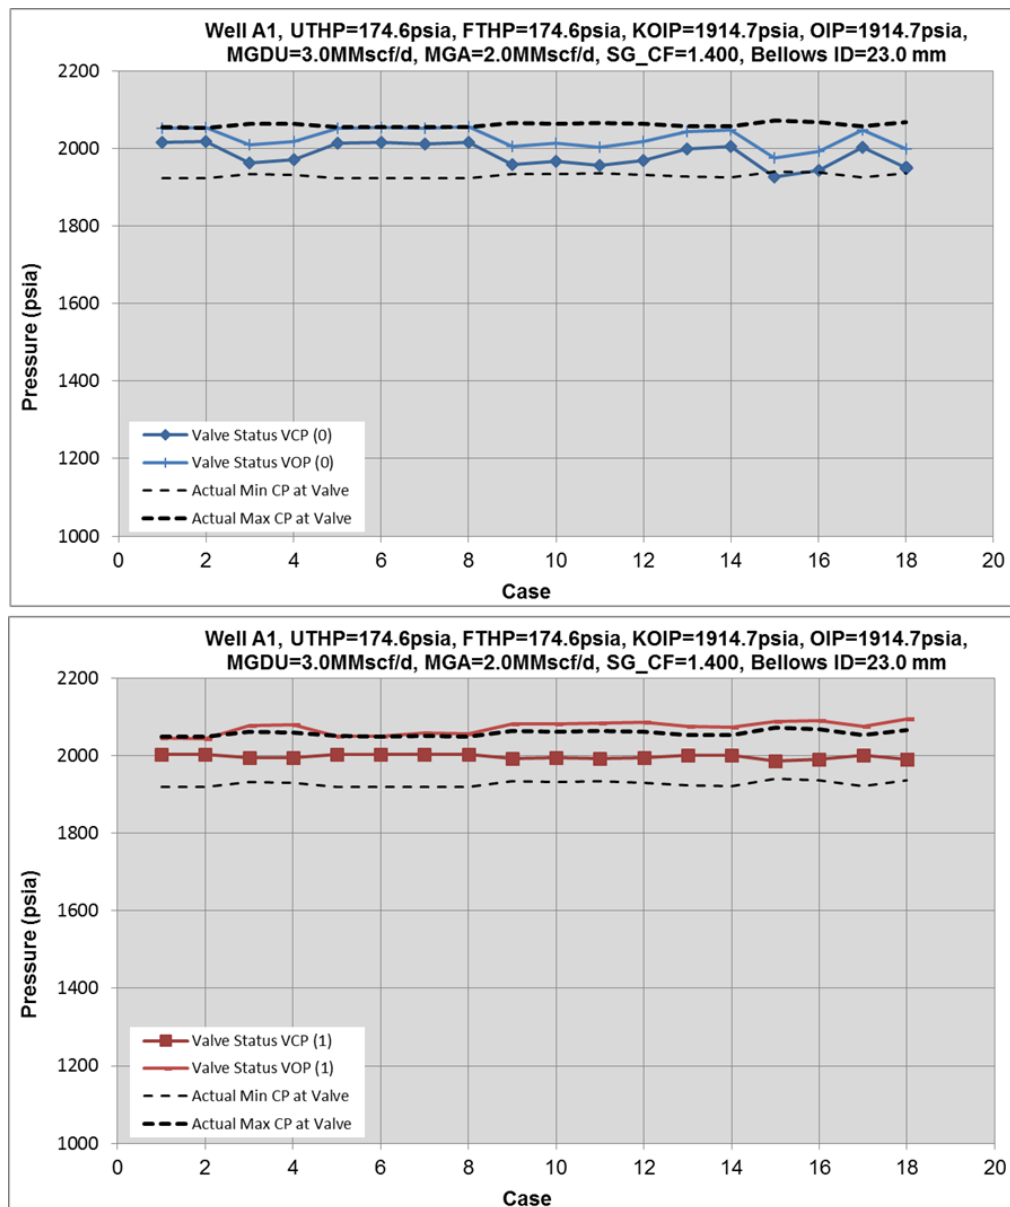 Well A1, UTHP=174.6psia, FTHP=174.6psia, KOIP=1914.7psia, OIP=1914.7psia,
MGDU=3.0MMscf/d, MGA=2.0MMscf/d, SG_CF=1.400, Bellows ID=23.0 mm
2200
2000
1800
1600
1400
1200
1000
Pressure (psia)
Valve Status VCP (0)
Valve Status VOP (0)
Actual Min CP at Valve
Actual Max CP at Valve
0 2 4 6 8 10 12 14 16 18 20
Case
Well A1, UTHP=174.6psia, FTHP=174.6psia, KOIP=1914.7psia, OIP=1914.7psia,
MGDU=3.0MMscf/d, MGA=2.0MMscf/d, SG_CF=1.400, Bellows ID=23.0 mm
2200
2000
1800
1600
1400
1200
1000
Pressure (psia)
Valve Status VCP (1)
Valve Status VOP (1)
Actual Min CP at Valve
Actual Max CP at Valve
0 2 4 6 8 10 12 14 16 18 20
Case